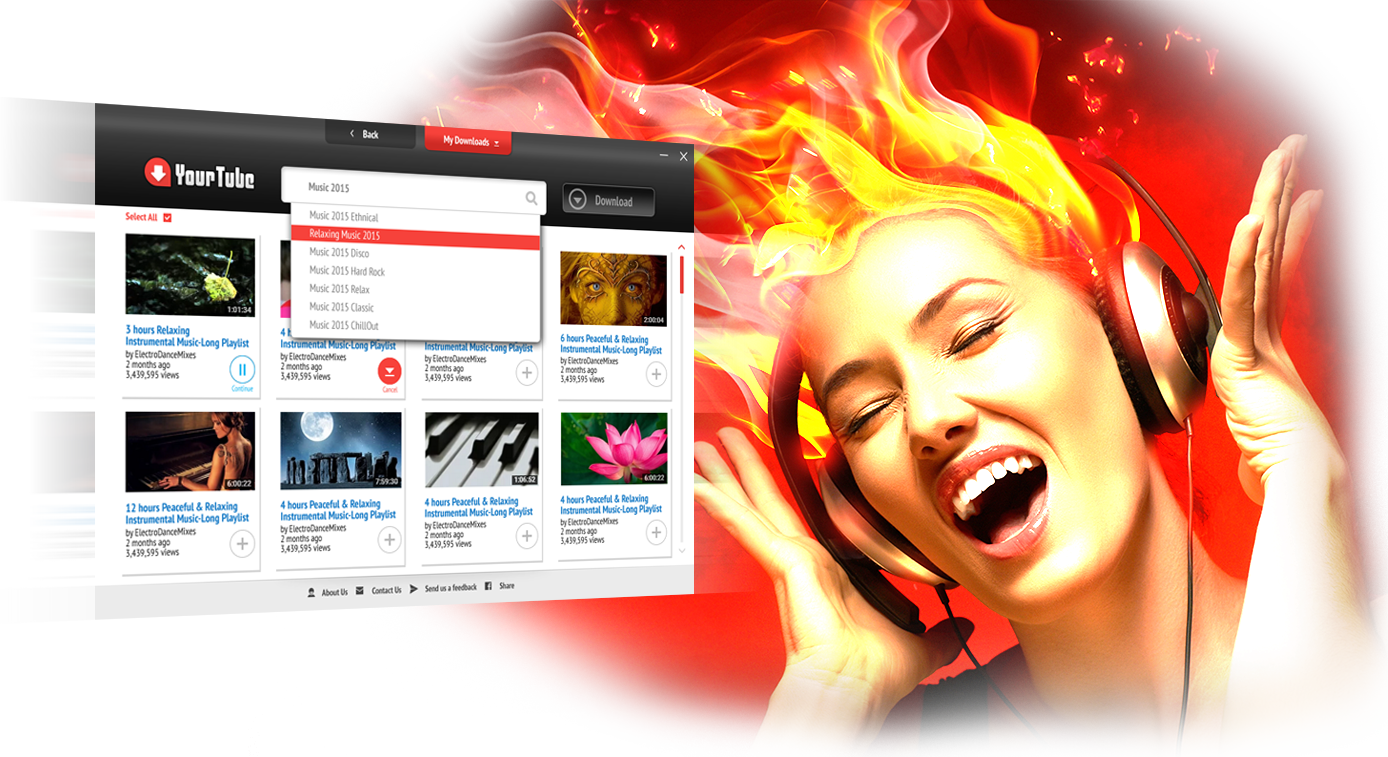 Back
My Downloads
YourTube
Music 2015
Download
Select All
Music 2015 Ethnical
Relaxing Music 2015
Music 2015 Disco
Music 2015 Hard Rock
Music 2015 Relax
Music 2015 Classic
Music 2015 ChillOut
1:01:34
3 hours Relaxing
Instrumental Music-Long Playlist
by ElectroDanceMixes
2 months ago
3,439,595 views
Continue
4 h
Instrumental Music-Long Playlist
by ElectroDanceMixes
2 months ago
3,439,595 views
Cancel
Instrumental Music-Long Playlist
by ElectroDanceMixes
2 months ago
3,439,595 views
2:00:04
6 hours Peaceful & Relaxing
Instrumental Music-Long Playlist
by ElectroDanceMixes
2 months ago
3,439,595 views
6:00:22
12 hours Peaceful & Relaxing
Instrumental Music-Long Playlist
by ElectroDanceMixes
2 months ago
3,439,595 views
7:59:30
4 hours Peaceful & Relaxing
Instrumental Music-Long Playlist
by ElectroDanceMixes
2 months ago
3,439,595 views
1:06:52
4 hours Peaceful & Relaxing
Instrumental Music-Long Playlist
by ElectroDanceMixes
2 months ago
3,439,595 views
6:00:22
4 hours Peaceful & Relaxing
Instrumental Music-Long Playlist
by ElectroDanceMixes
2 months ago
3,439,595 views
About Us
Contact Us
Send us a feedback
Share